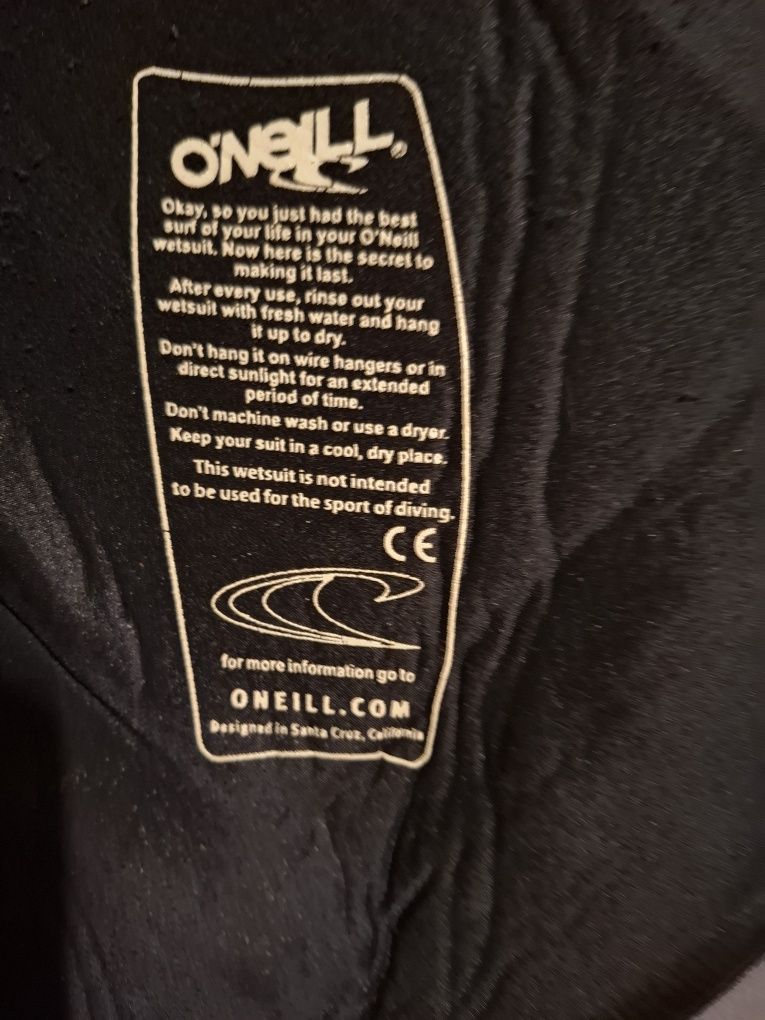 O'NEILL®
Okay, so you just had the best
surf of your life in your O'Neill
wetsuit. Now here is the secret to
making it last.
After every use, rinse out your
wetsuit with fresh water and hang
it up to dry.
Don't hang it on wire hangers or in
direct sunlight for an extended
period of time.
Don't machine wash or use a dryer.
Keep your suit in a cool, dry place.
This wetsuit is not intended
to be used for the sport of diving.
CE
for more information go to
ONEILL.COM
Designed in Santa Cruz, California